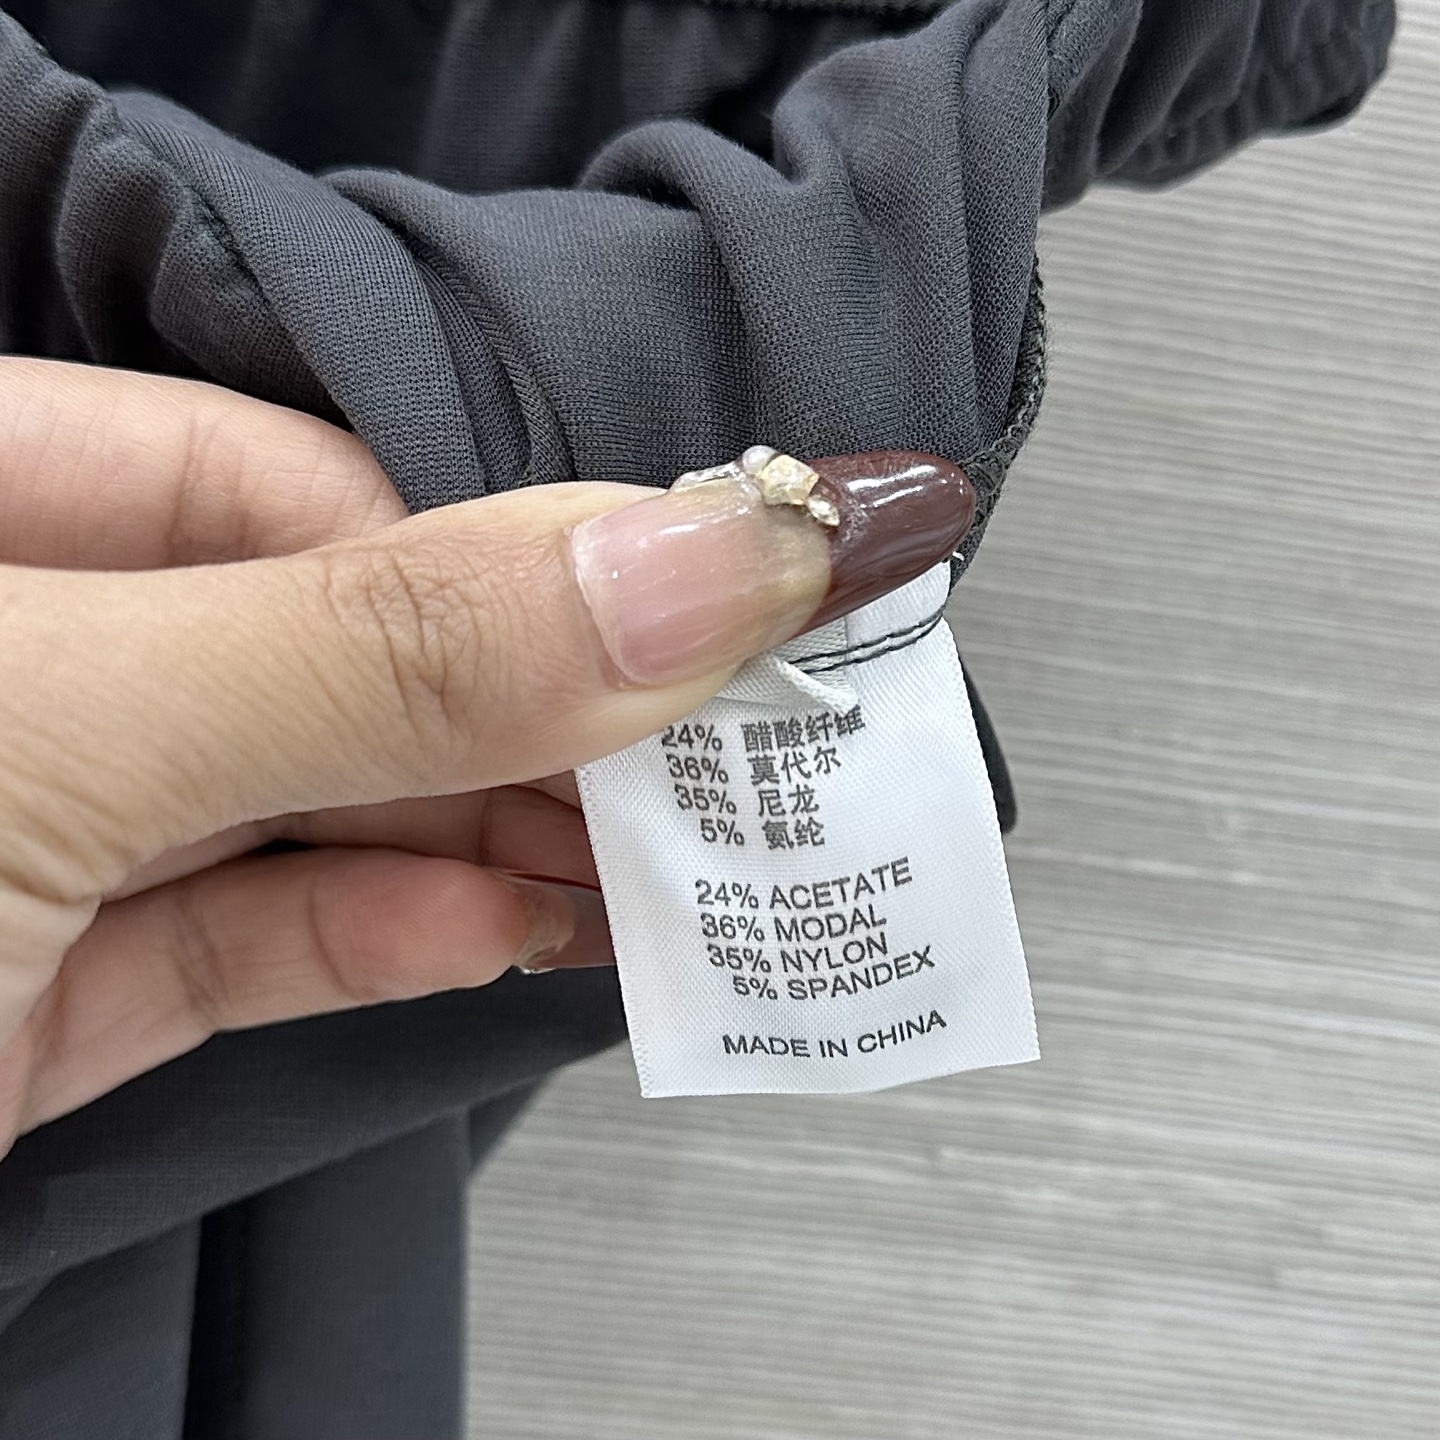 24% 醋酸纤维
36% 莫代尔
35% 尼龙
5% 氨纶
24% ACETATE
36% MODAL
35% NYLON
5% SPANDEX
MADE IN CHINA